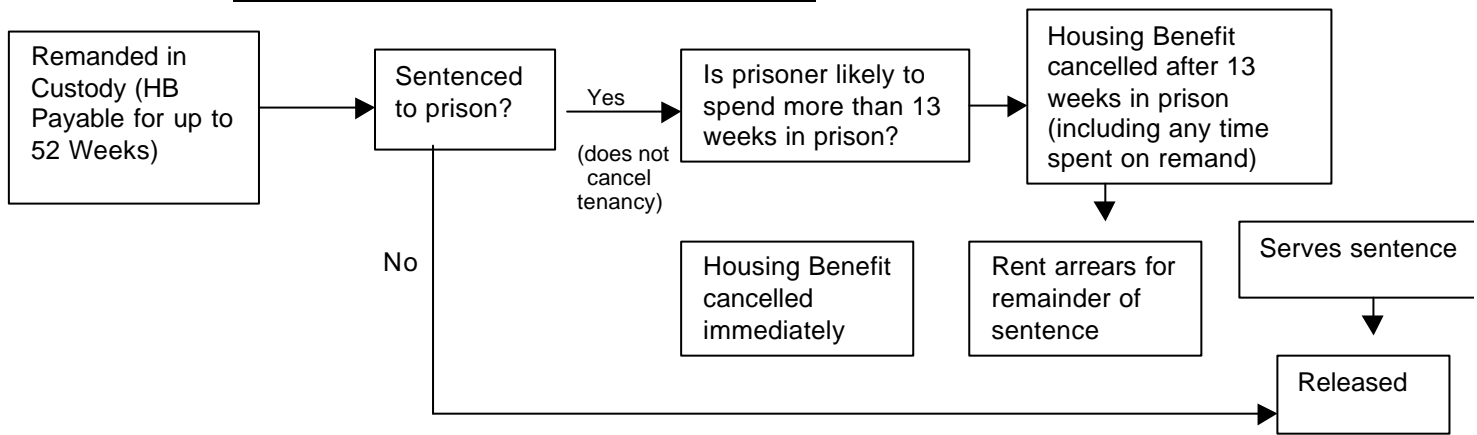 Remanded in
Custody (HB
Payable for up to
52 Weeks)
Sentenced
to prison?
Yes
(does not
cancel
tenancy)
Is prisoner likely to
spend more than 13
weeks in prison?
Housing Benefit
cancelled after 13
weeks in prison
(including any time
spent on remand)
No
Housing Benefit
cancelled
immediately
Rent arrears for
remainder of
sentence
Serves sentence
Released